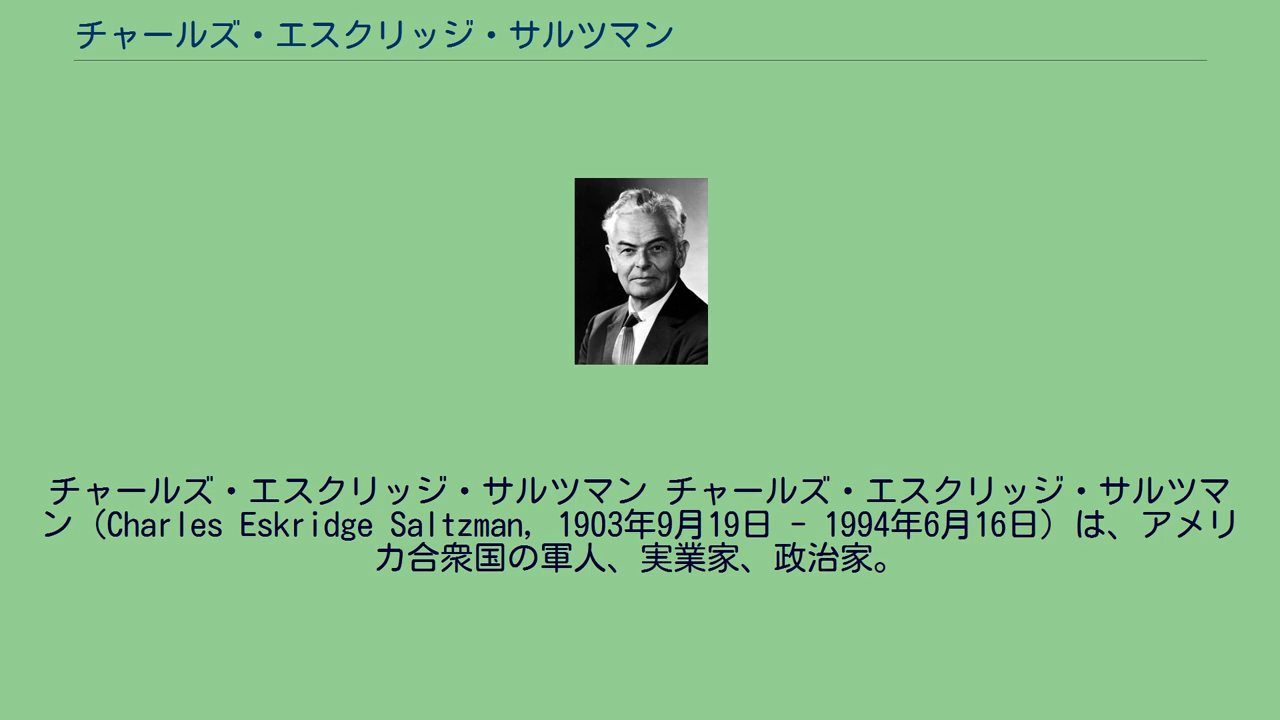 チャールズ・エスクリッジ・サルツマン
チャールズ・エスクリッジ・サルツマン チャールズ・エスクリッジ・サルツマ
ン（Charles Eskridge Saltzman, 1903年9月19日 - 1994年6月16日）は、アメリ
カ合衆国の軍人、実業家、政治家。